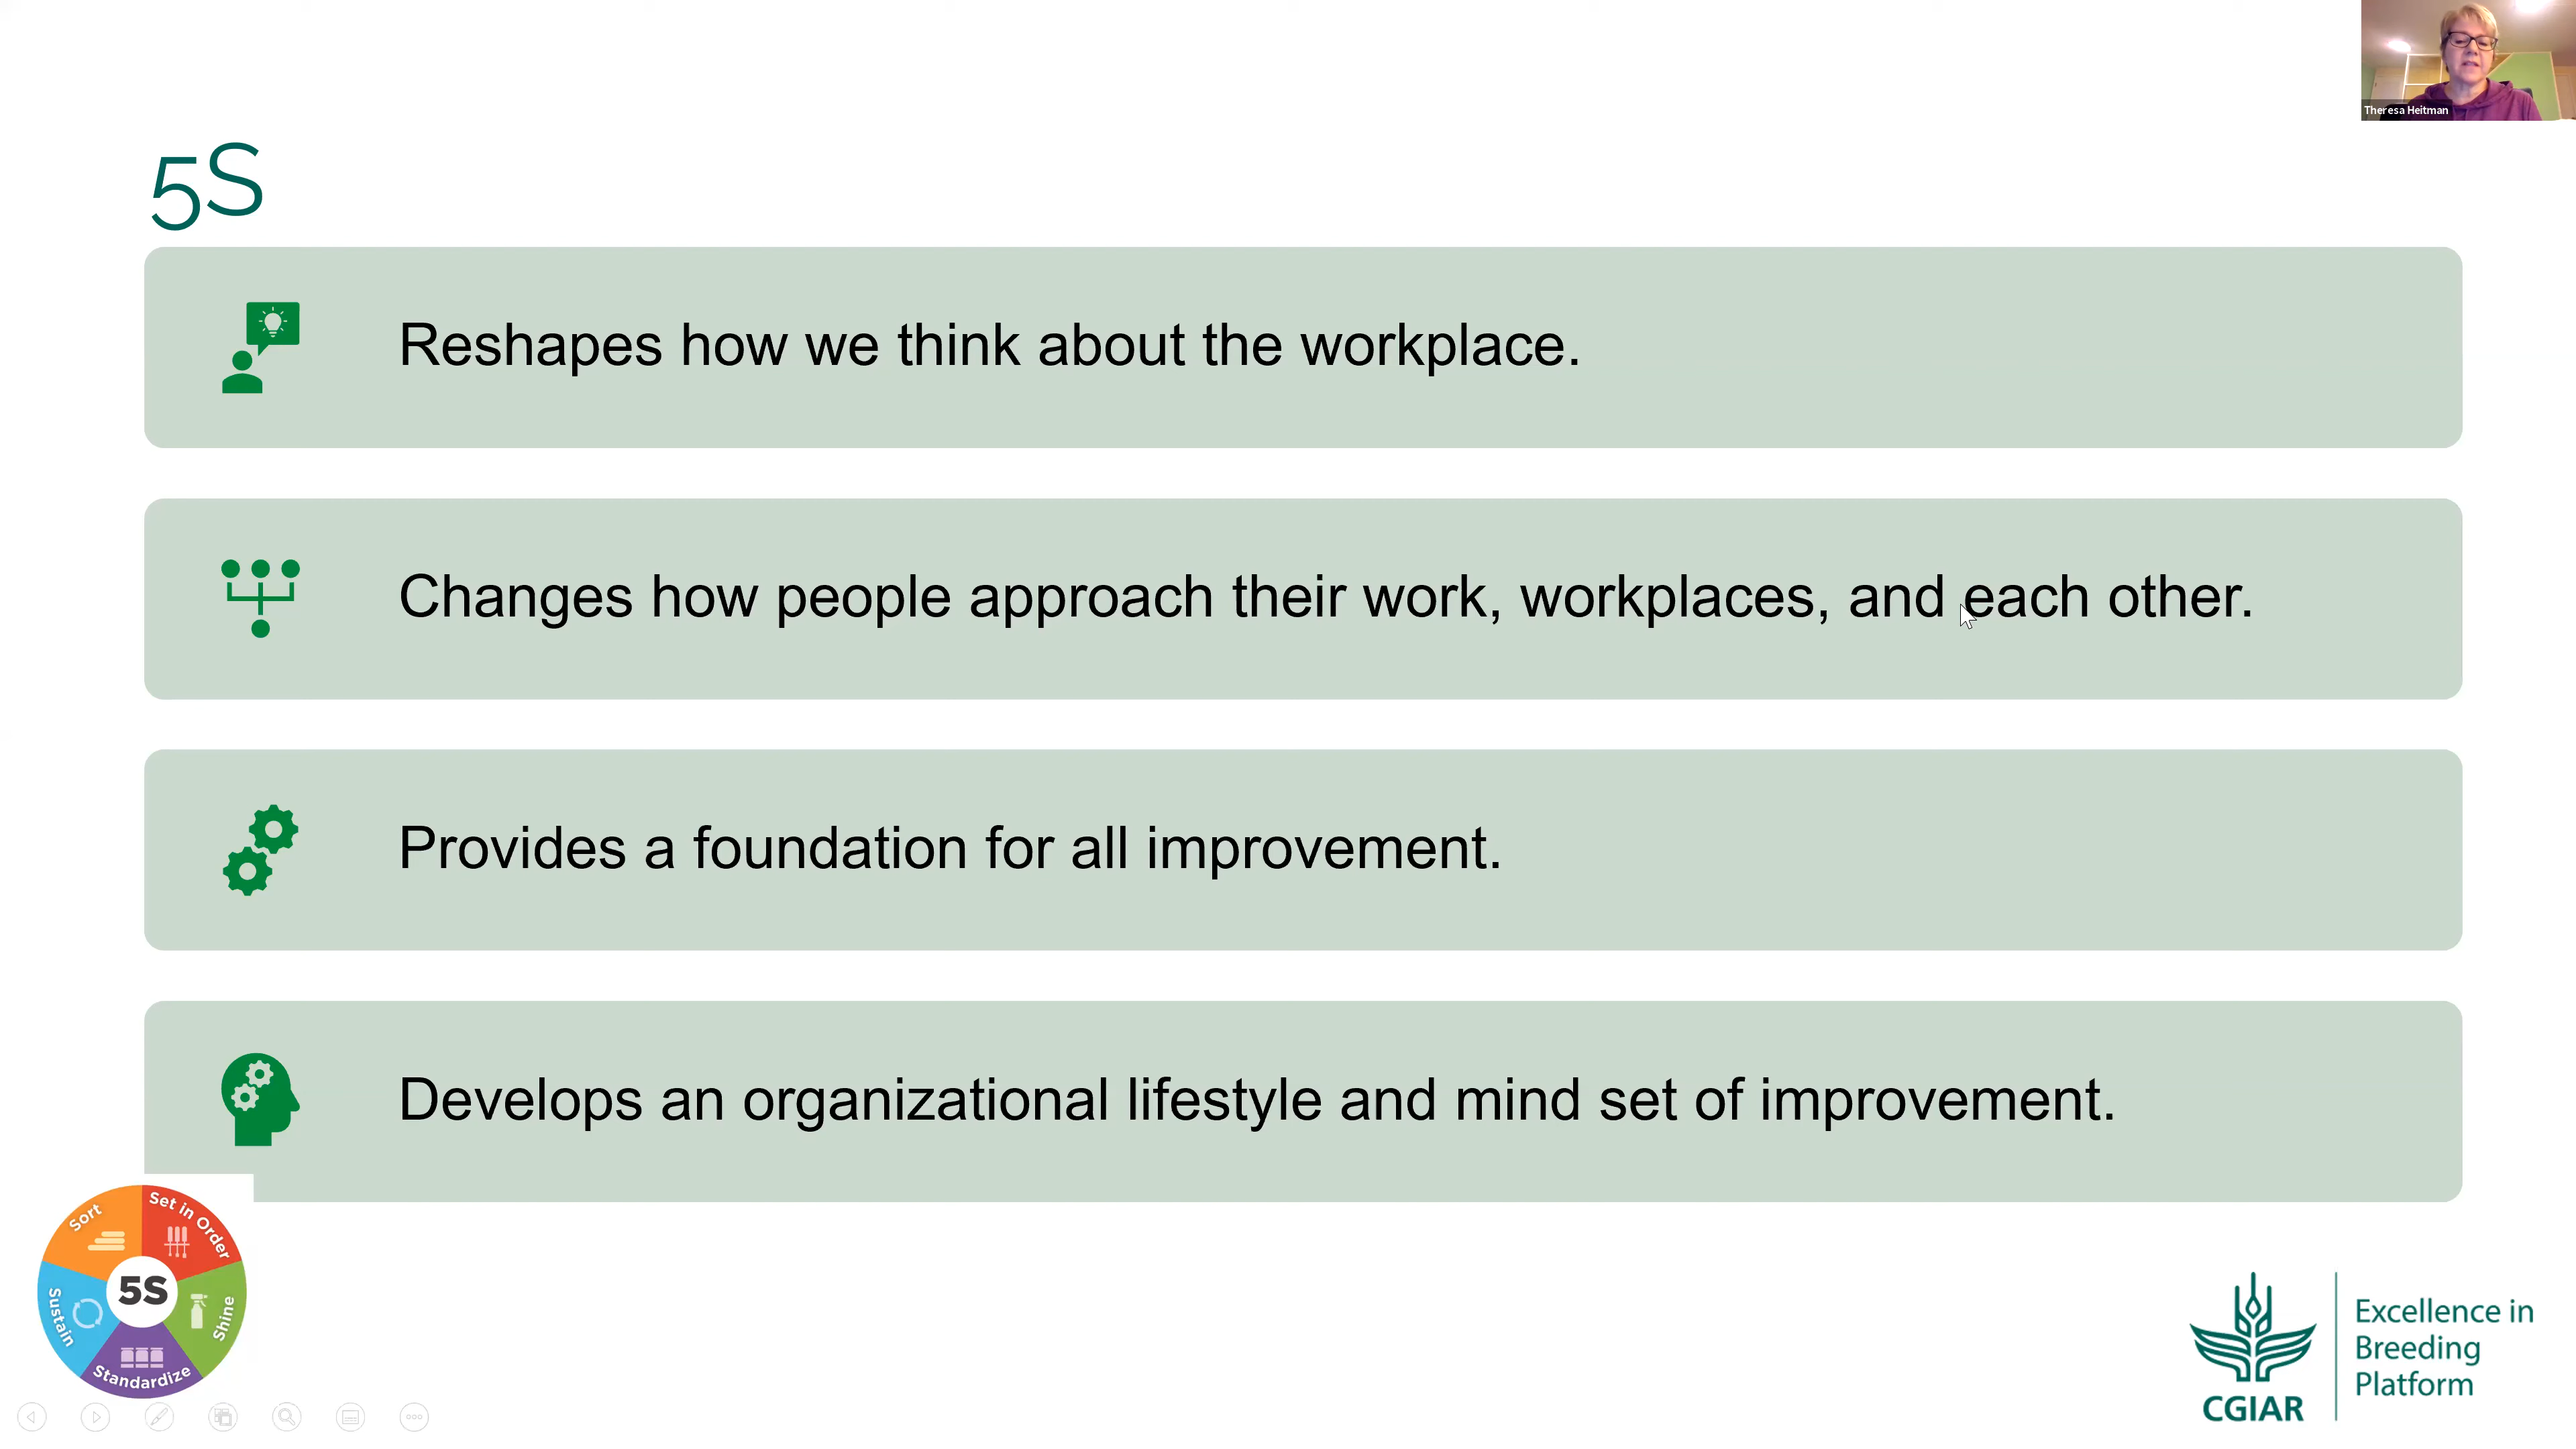 Theresa Heitman
5S
Reshapes how we think about the workplace.
Changes how people approach their work, workplaces, and each other.
Provides a foundation for all improvement.
Develops an organizational lifestyle and mind set of improvement.
Sort
Set in Order
5S
Sustain
Shine
Standardize
Excellence in
Breeding
Platform
CGIAR